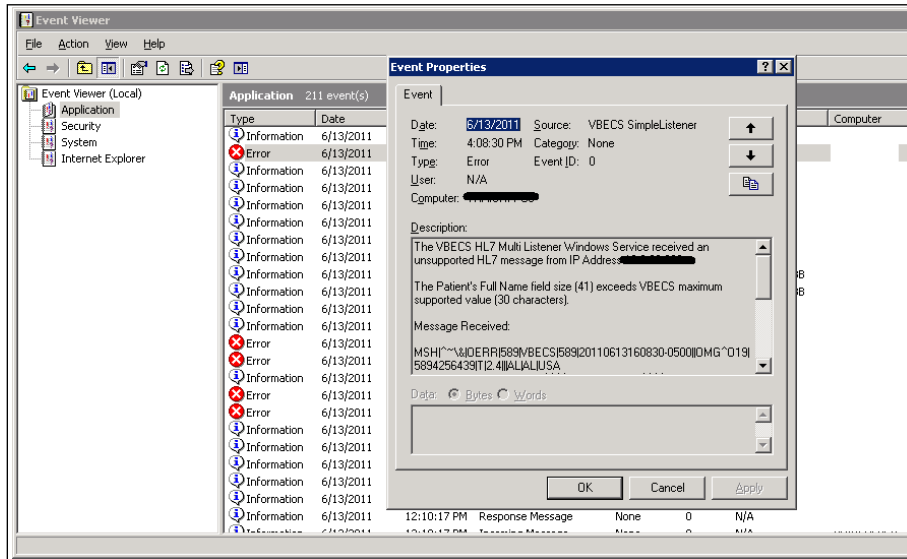 Event Viewer
File Action View Help
Event Viewer (Local)
Application
Security
System
Internet Explorer
Application 211 event(s)
Type Date Computer
Information 6/13/2011
Error 6/13/2011
Information 6/13/2011
Information 6/13/2011
Information 6/13/2011
Information 6/13/2011
Information 6/13/2011
Information 6/13/2011
Information 6/13/2011 3B
Information 6/13/2011 3B
Information 6/13/2011
Information 6/13/2011
Error 6/13/2011
Error 6/13/2011
Information 6/13/2011
Error 6/13/2011
Error 6/13/2011
Information 6/13/2011
Information 6/13/2011
Information 6/13/2011
Information 6/13/2011
Information 6/13/2011
Information 6/13/2011 12:10:17 PM Response Message None 0 N/A
Event Properties
Event
Date: 6/13/2011 Source: VBECS SimpleListener
Time: 4:08:30 PM Category: None
Type: Error Event ID: 0
User: N/A
Computer:
Description:
The VBECS HL7 Multi Listener Windows Service received an
unsupported HL7 message from IP Address
The Patient's Full Name field size (41) exceeds VBECS maximum
supported value (30 characters).
Message Received:
MSH|^~\&|OERR|589|VBECS|589|20110613160830-0500||OMG^O19|
5894256439|T|2.4|||AL|AL|USA
Data: Bytes Words
OK Cancel Apply